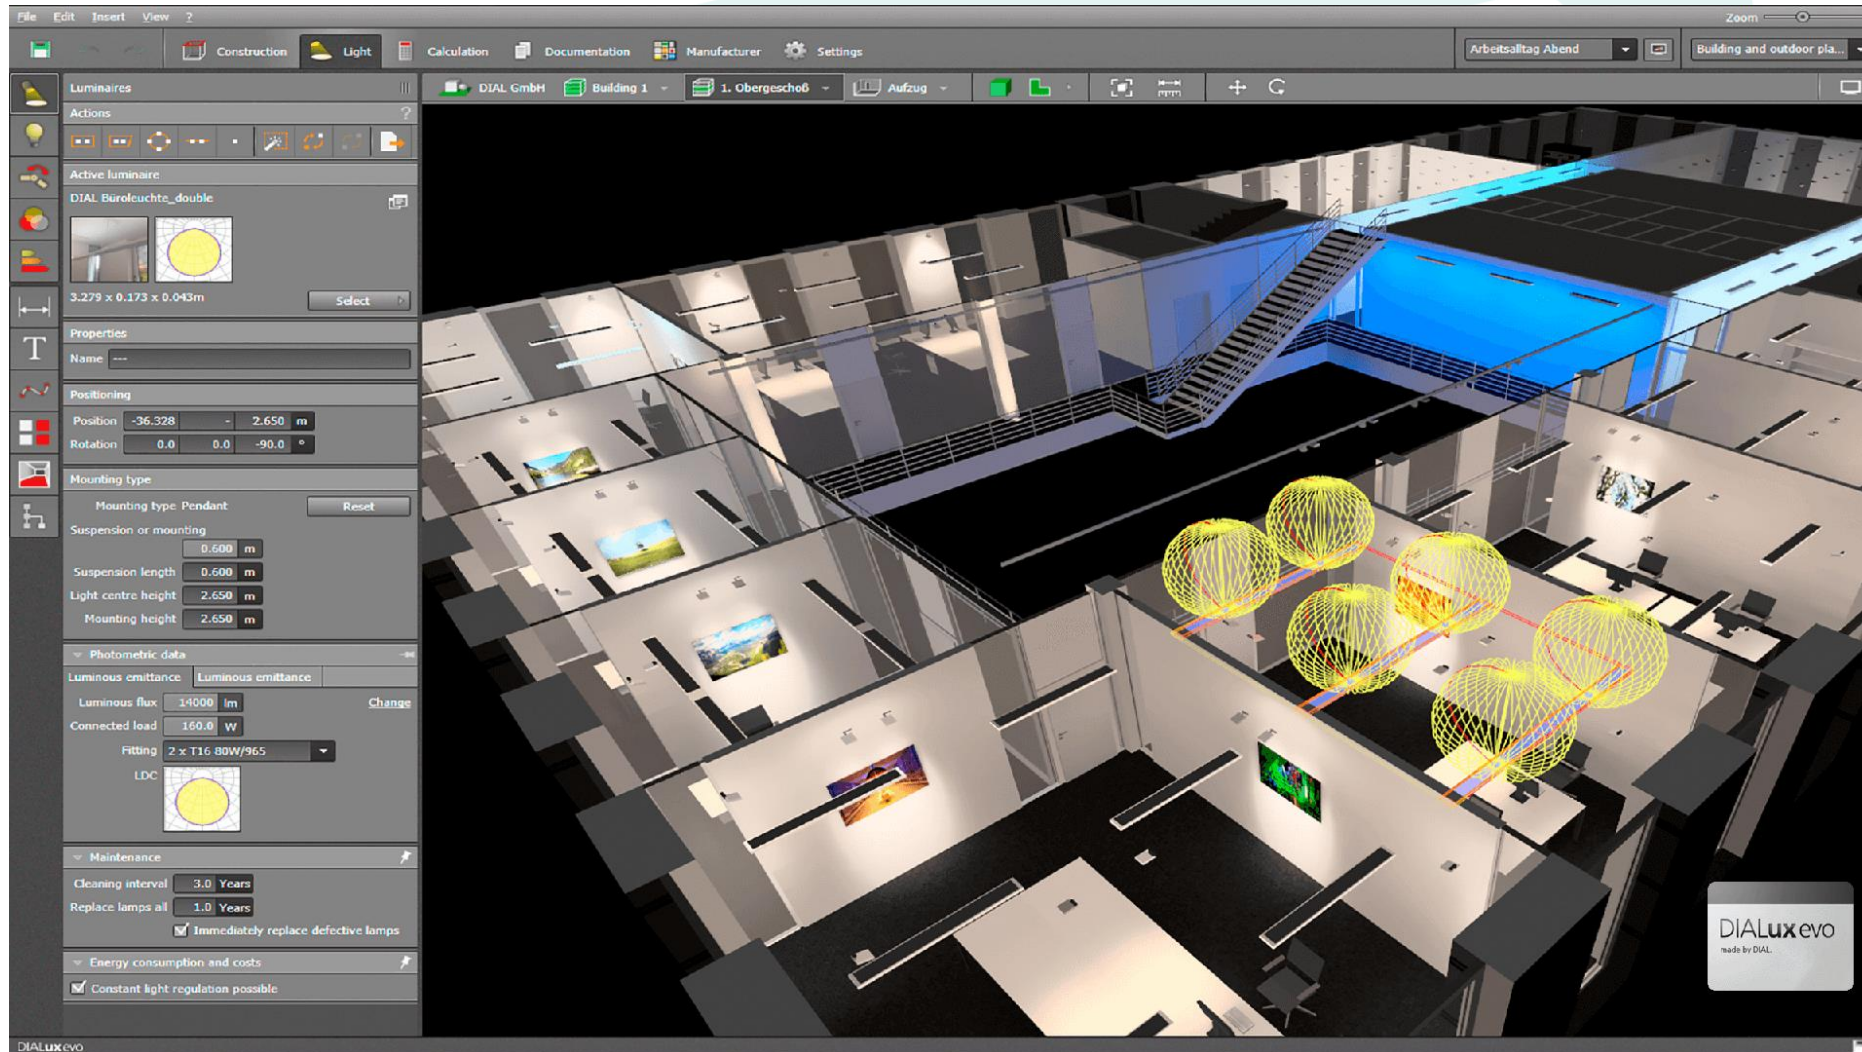 File Edit Insert View ?
Zoom
Construction Light Calculation Documentation Manufacturer Settings
Arbeitsalltag Abend
Building and outdoor pla...
Luminaires
DIAL GmbH Building 1 1. Obergeschoß Aufzug
Actions ?
Active luminaire
DIAL Büroleuchte_double
3.279 x 0.173 x 0.043m Select
Properties
Name ---
Positioning
Position -36.328 - 2.650 m
Rotation 0.0 0.0 -90.0 °
Mounting type
Mounting type Pendant Reset
Suspension or mounting
0.600 m
Suspension length 0.600 m
Light centre height 2.650 m
Mounting height 2.650 m
Photometric data
Luminous emittance Luminous emittance
Luminous flux 14000 lm Change
Connected load 160.0 W
Fitting 2 x T16 80W/965
LDC
Maintenance
Cleaning interval 3.0 Years
Replace lamps all 1.0 Years
Immediately replace defective lamps
Energy consumption and costs
Constant light regulation possible
T
DIALux evo
made by DIAL.
DIALux evo